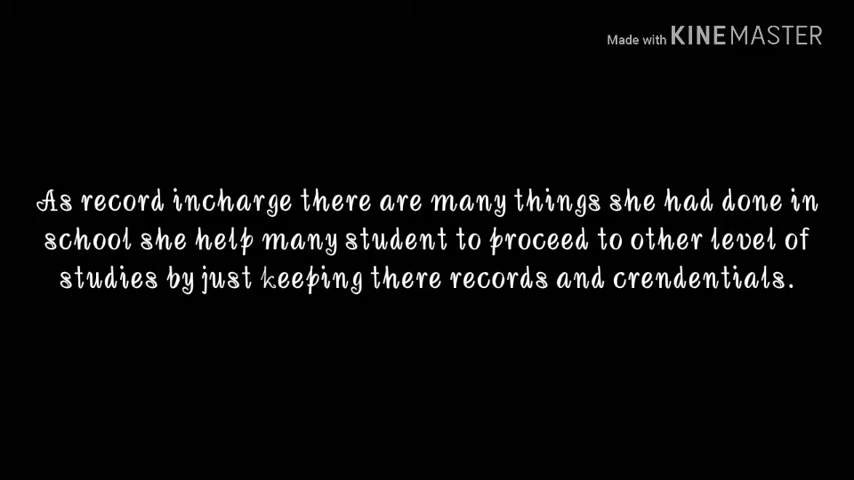 Made with KINEMASTER
As record incharge there are many things she had done in
school she help many student to proceed to other level of
studies by just keeping there records and crendentials.